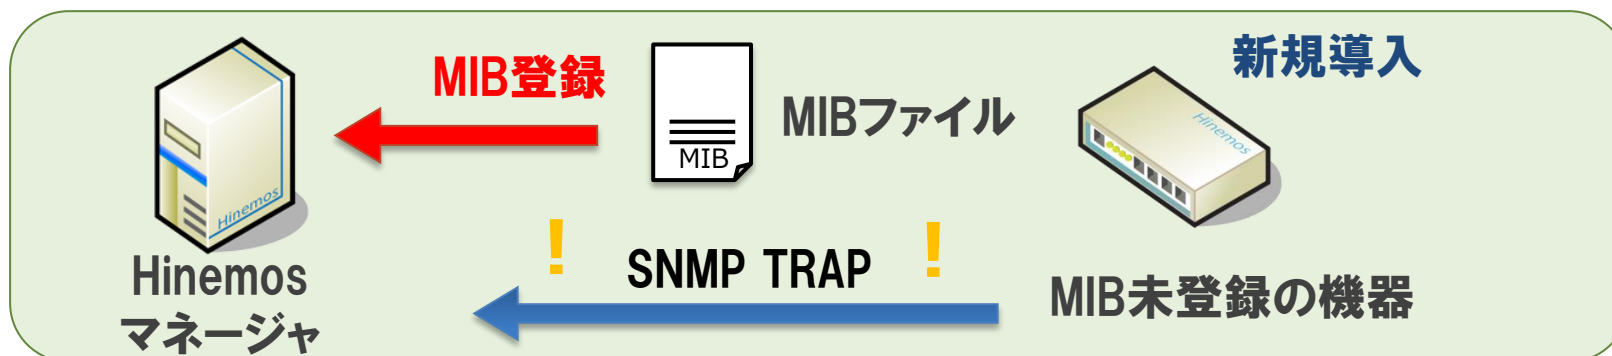 新規導入
MIB登録
MIBファイル
MIB
Hinemos
Hinemos
! SNMP TRAP !
Hinemos
マネージャ
MIB未登録の機器